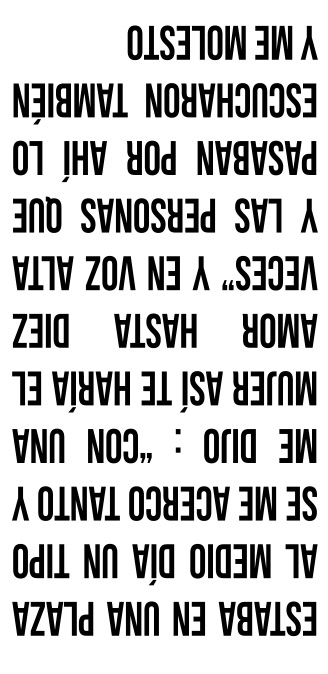 ESTABA EN UNA PLAZA
AL MEDIO DÍA UN TIPO
SE ME ACERCO TANTO Y
ME DIJO : “CON UNA
MUJER ASÍ TE HARÍA EL
AMOR HASTA DIEZ
VECES” Y EN VOZ ALTA
Y LAS PERSONAS QUE
PASABAN POR AHÍ LO
ESCUCHARON TAMBIÉN
Y ME MOLESTO